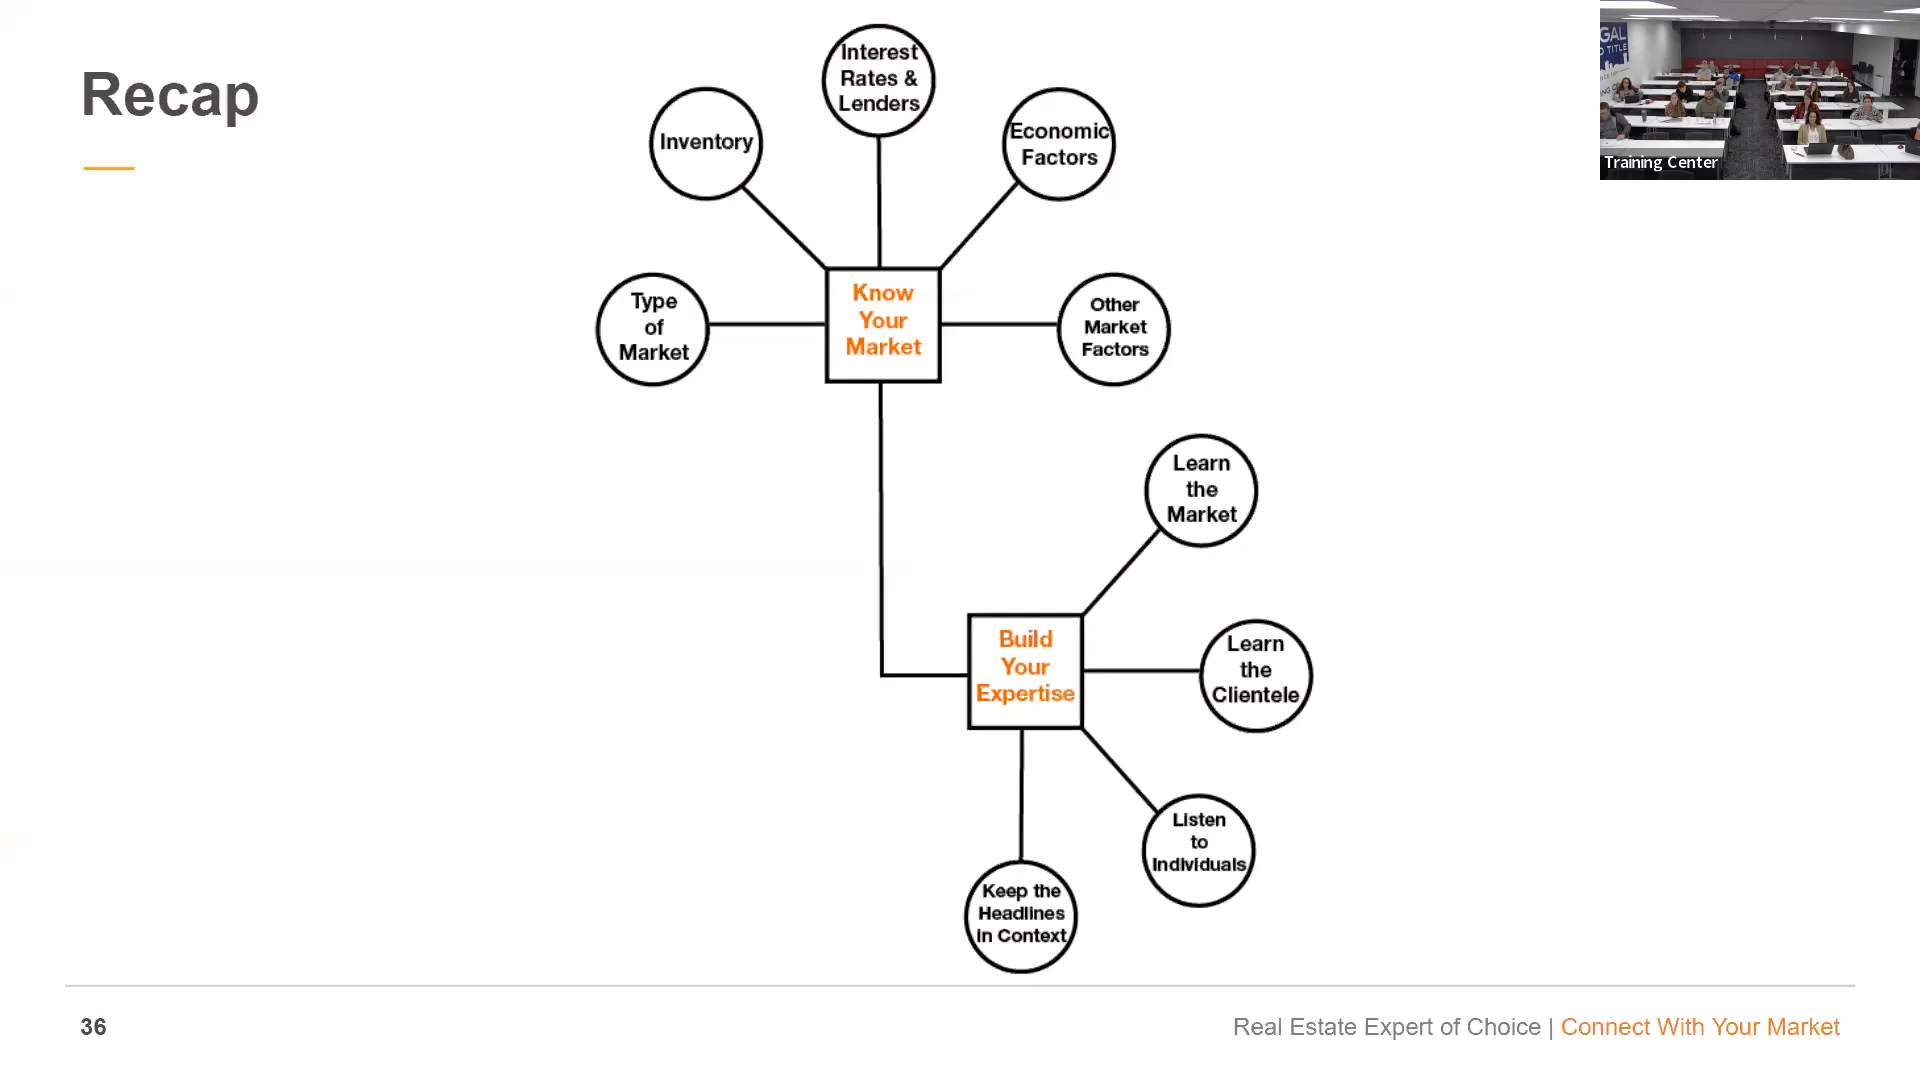 Recap
Interest
Rates &
Lenders
Inventory
Economic
Factors
Type
of
Market
Know
Your
Market
Other
Market
Factors
Learn
the
Market
Build
Your
Expertise
Learn
the
Clientele
Listen
to
Individuals
Keep the
Headlines
in Context
36
Real Estate Expert of Choice | Connect With Your Market
GAL
TITLE
Training Center